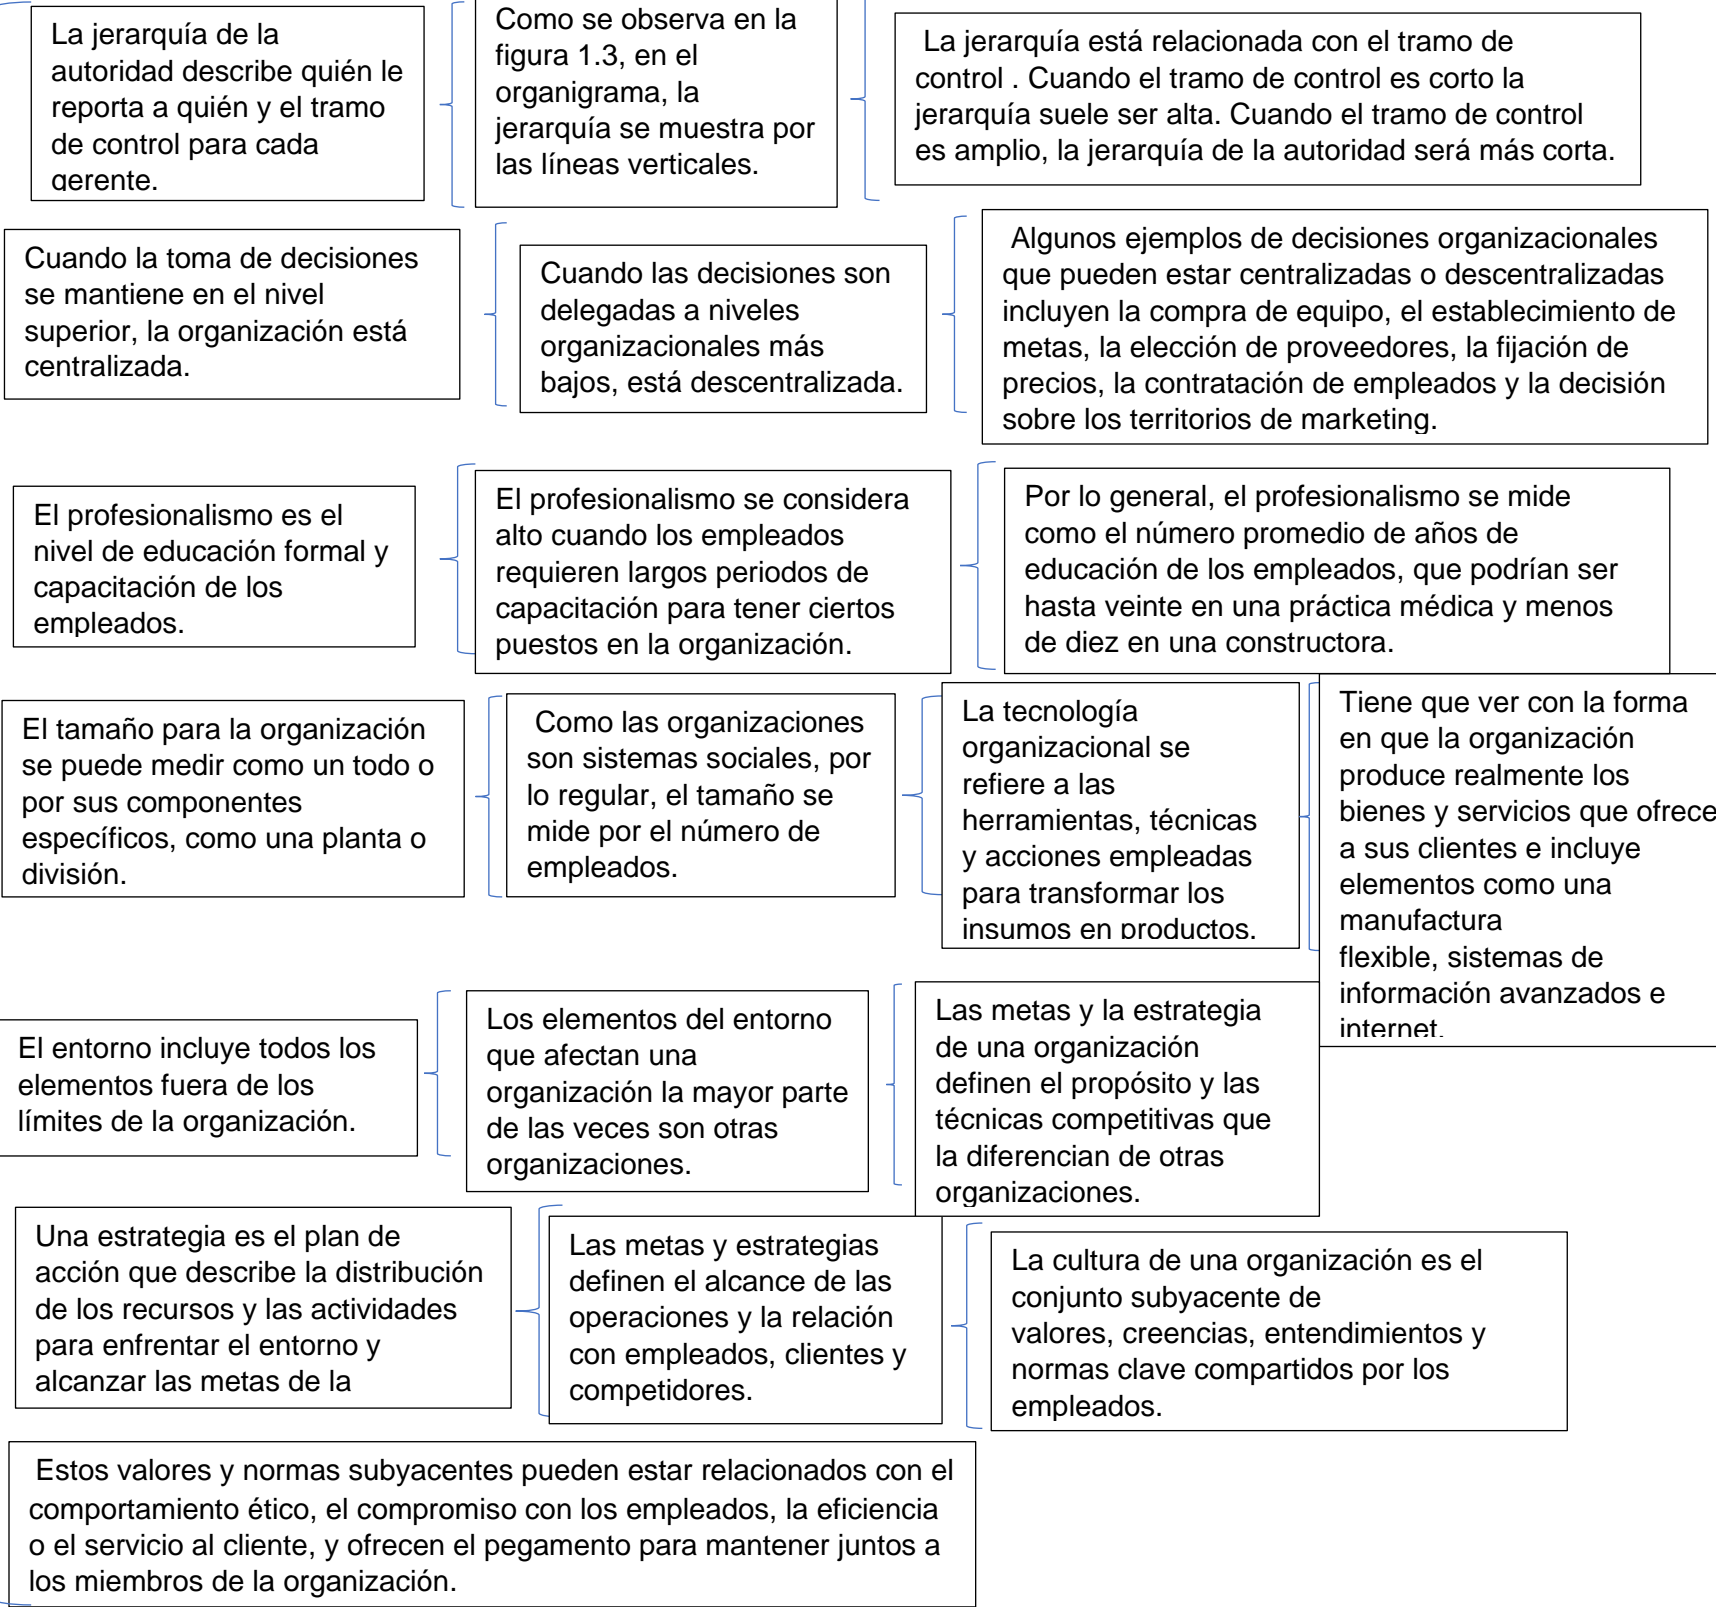 La jerarquía de la
autoridad describe quién le
reporta a quién y el tramo
de control para cada
gerente.
Como se observa en la
figura 1.3, en el
organigrama, la
jerarquía se muestra por
las líneas verticales.
La jerarquía está relacionada con el tramo de
control . Cuando el tramo de control es corto la
jerarquía suele ser alta. Cuando el tramo de control
es amplio, la jerarquía de la autoridad será más corta.
Cuando la toma de decisiones
se mantiene en el nivel
superior, la organización está
centralizada.
Cuando las decisiones son
delegadas a niveles
organizacionales más
bajos, está descentralizada.
Algunos ejemplos de decisiones organizacionales
que pueden estar centralizadas o descentralizadas
incluyen la compra de equipo, el establecimiento de
metas, la elección de proveedores, la fijación de
precios, la contratación de empleados y la decisión
sobre los territorios de marketing.
El profesionalismo es el
nivel de educación formal y
capacitación de los
empleados.
El profesionalismo se considera
alto cuando los empleados
requieren largos periodos de
capacitación para tener ciertos
puestos en la organización.
Por lo general, el profesionalismo se mide
como el número promedio de años de
educación de los empleados, que podrían ser
hasta veinte en una práctica médica y menos
de diez en una constructora.
El tamaño para la organización
se puede medir como un todo o
por sus componentes
específicos, como una planta o
división.
Como las organizaciones
son sistemas sociales, por
lo regular, el tamaño se
mide por el número de
empleados.
La tecnología
organizacional se
refiere a las
herramientas, técnicas
y acciones empleadas
para transformar los
insumos en productos.
Tiene que ver con la forma
en que la organización
produce realmente los
bienes y servicios que ofrece
a sus clientes e incluye
elementos como una
manufactura
flexible, sistemas de
información avanzados e
internet.
El entorno incluye todos los
elementos fuera de los
límites de la organización.
Los elementos del entorno
que afectan una
organización la mayor parte
de las veces son otras
organizaciones.
Las metas y la estrategia
de una organización
definen el propósito y las
técnicas competitivas que
la diferencian de otras
organizaciones.
Una estrategia es el plan de
acción que describe la distribución
de los recursos y las actividades
para enfrentar el entorno y
alcanzar las metas de la
Las metas y estrategias
definen el alcance de las
operaciones y la relación
con empleados, clientes y
competidores.
La cultura de una organización es el
conjunto subyacente de
valores, creencias, entendimientos y
normas clave compartidos por los
empleados.
Estos valores y normas subyacentes pueden estar relacionados con el
comportamiento ético, el compromiso con los empleados, la eficiencia
o el servicio al cliente, y ofrecen el pegamento para mantener juntos a
los miembros de la organización.